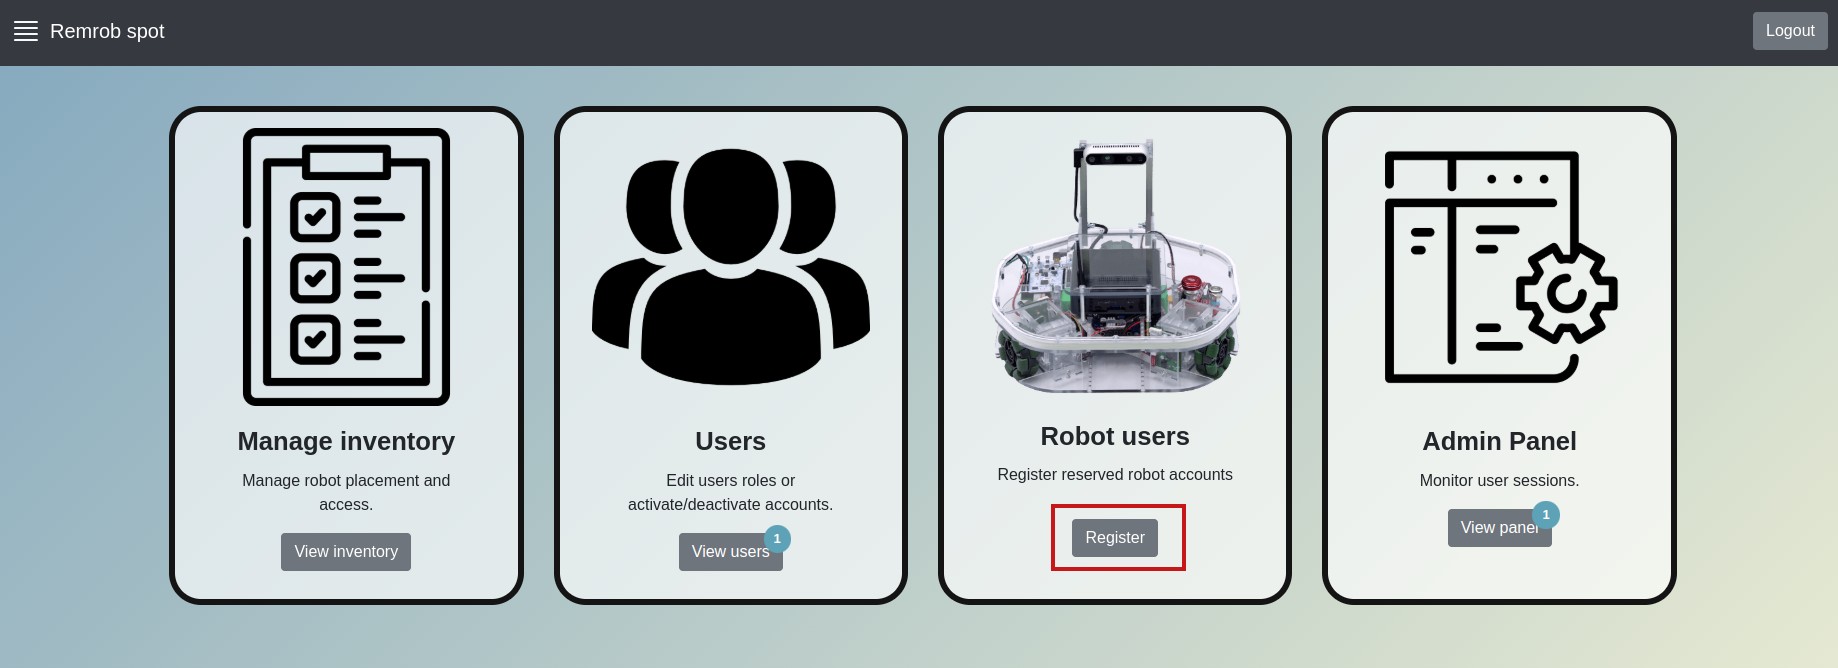 Remrob spot
Logout
Manage inventory
Manage robot placement and
access.
View inventory
Users
Edit users roles or
activate/deactivate accounts.
View users
1
Robot users
Register reserved robot accounts
Register
Admin Panel
Monitor user sessions.
View panel
1